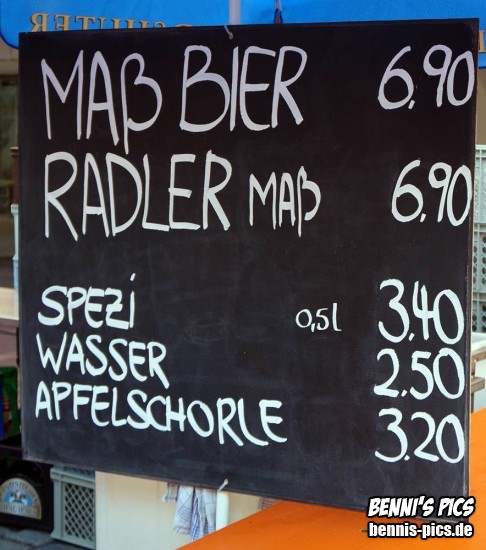 MAß BIER 6.90
RADLER MAß 6.90
SPEZI 0,5l 3.40
WASSER 2.50
APFELSCHORLE 3.20
BENNI'S PICS
bennis-pics.de